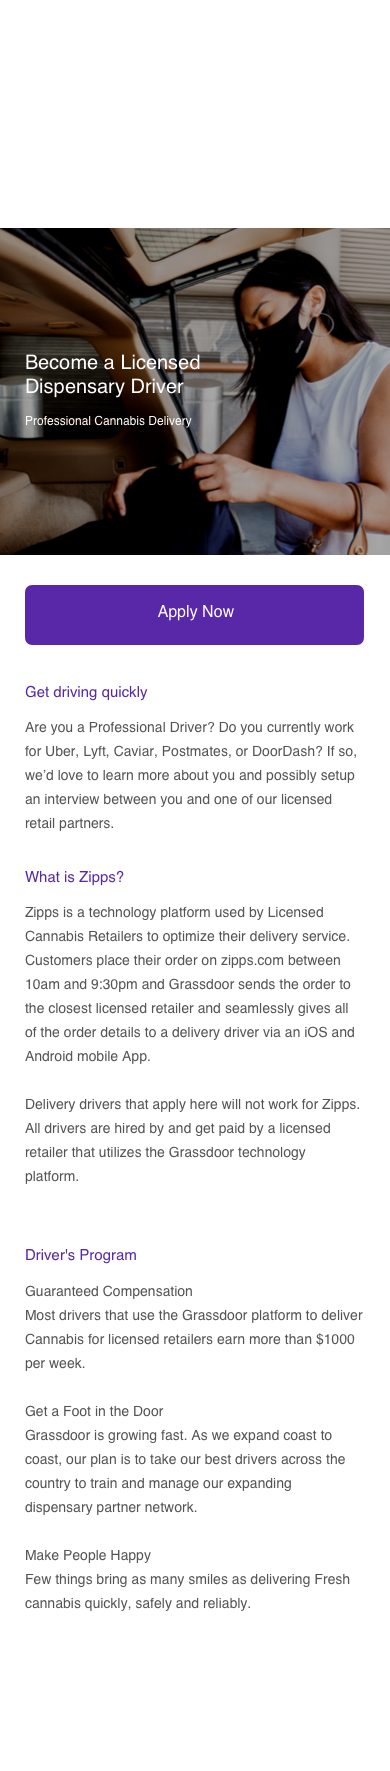 Become a Licensed
Dispensary Driver
Professional Cannabis Delivery
Apply Now
Get driving quickly
Are you a Professional Driver? Do you currently work
for Uber, Lyft, Caviar, Postmates, or DoorDash? If so,
we’d love to learn more about you and possibly setup
an interview between you and one of our licensed
retail partners.
What is Zipps?
Zipps is a technology platform used by Licensed
Cannabis Retailers to optimize their delivery service.
Customers place their order on zipps.com between
10am and 9:30pm and Grassdoor sends the order to
the closest licensed retailer and seamlessly gives all
of the order details to a delivery driver via an iOS and
Android mobile App.
Delivery drivers that apply here will not work for Zipps.
All drivers are hired by and get paid by a licensed
retailer that utilizes the Grassdoor technology
platform.
Driver's Program
Guaranteed Compensation
Most drivers that use the Grassdoor platform to deliver
Cannabis for licensed retailers earn more than $1000
per week.
Get a Foot in the Door
Grassdoor is growing fast. As we expand coast to
coast, our plan is to take our best drivers across the
country to train and manage our expanding
dispensary partner network.
Make People Happy
Few things bring as many smiles as delivering Fresh
cannabis quickly, safely and reliably.